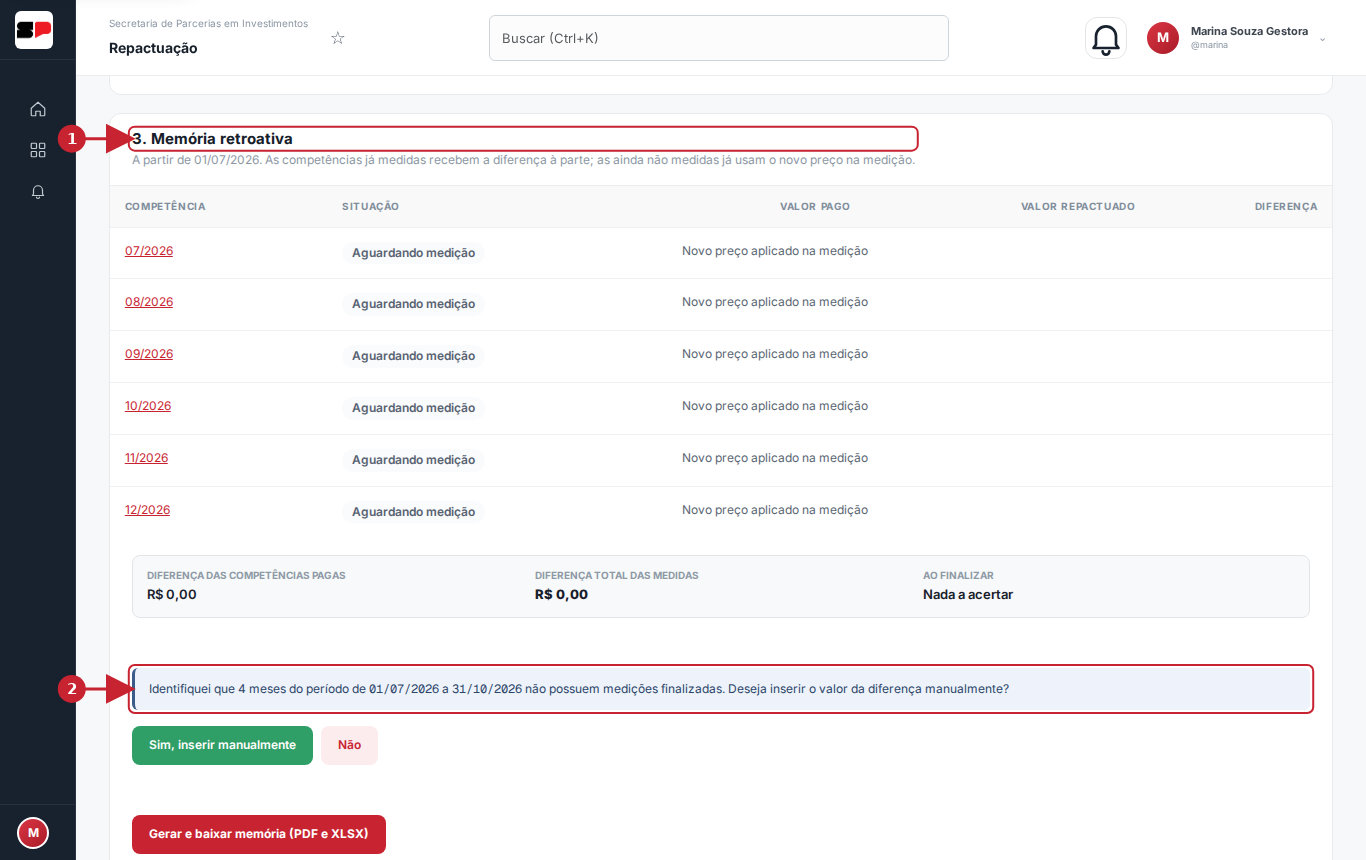 SP
Secretaria de Parcerias em Investimentos
Repactuação
Buscar (Ctrl+K)
M
Marina Souza Gestora
@marina
1
3. Memória retroativa
A partir de 01/07/2026. As competências já medidas recebem a diferença à parte; as ainda não medidas já usam o novo preço na medição.
COMPETÊNCIA SITUAÇÃO VALOR PAGO VALOR REPACTUADO DIFERENÇA
07/2026 Aguardando medição Novo preço aplicado na medição
08/2026 Aguardando medição Novo preço aplicado na medição
09/2026 Aguardando medição Novo preço aplicado na medição
10/2026 Aguardando medição Novo preço aplicado na medição
11/2026 Aguardando medição Novo preço aplicado na medição
12/2026 Aguardando medição Novo preço aplicado na medição
DIFERENÇA DAS COMPETÊNCIAS PAGAS DIFERENÇA TOTAL DAS MEDIDAS AO FINALIZAR
R$ 0,00 R$ 0,00 Nada a acertar
2
Identifiquei que 4 meses do período de 01/07/2026 a 31/10/2026 não possuem medições finalizadas. Deseja inserir o valor da diferença manualmente?
Sim, inserir manualmente Não
Gerar e baixar memória (PDF e XLSX)
M